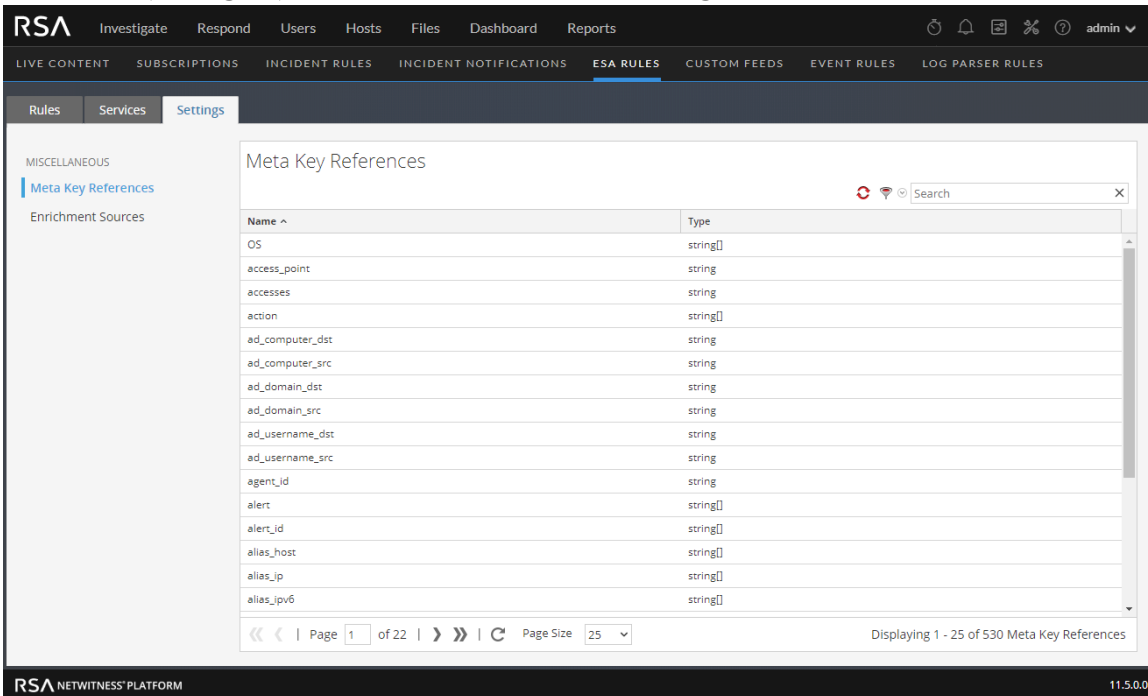 RSA Investigate Respond Users Hosts Files Dashboard Reports admin
LIVE CONTENT SUBSCRIPTIONS INCIDENT RULES INCIDENT NOTIFICATIONS ESA RULES CUSTOM FEEDS EVENT RULES LOG PARSER RULES
Rules Services Settings
MISCELLANEOUS
Meta Key References
Enrichment Sources
Meta Key References
Search
Name Type
OS string[]
access_point string
accesses string
action string[]
ad_computer_dst string
ad_computer_src string
ad_domain_dst string
ad_domain_src string
ad_username_dst string
ad_username_src string
agent_id string
alert string[]
alert_id string[]
alias_host string[]
alias_ip string[]
alias_ipv6 string[]
| Page 1 of 22 | | Page Size 25 Displaying 1 - 25 of 530 Meta Key References
RSA NETWITNESS® PLATFORM 11.5.0.0